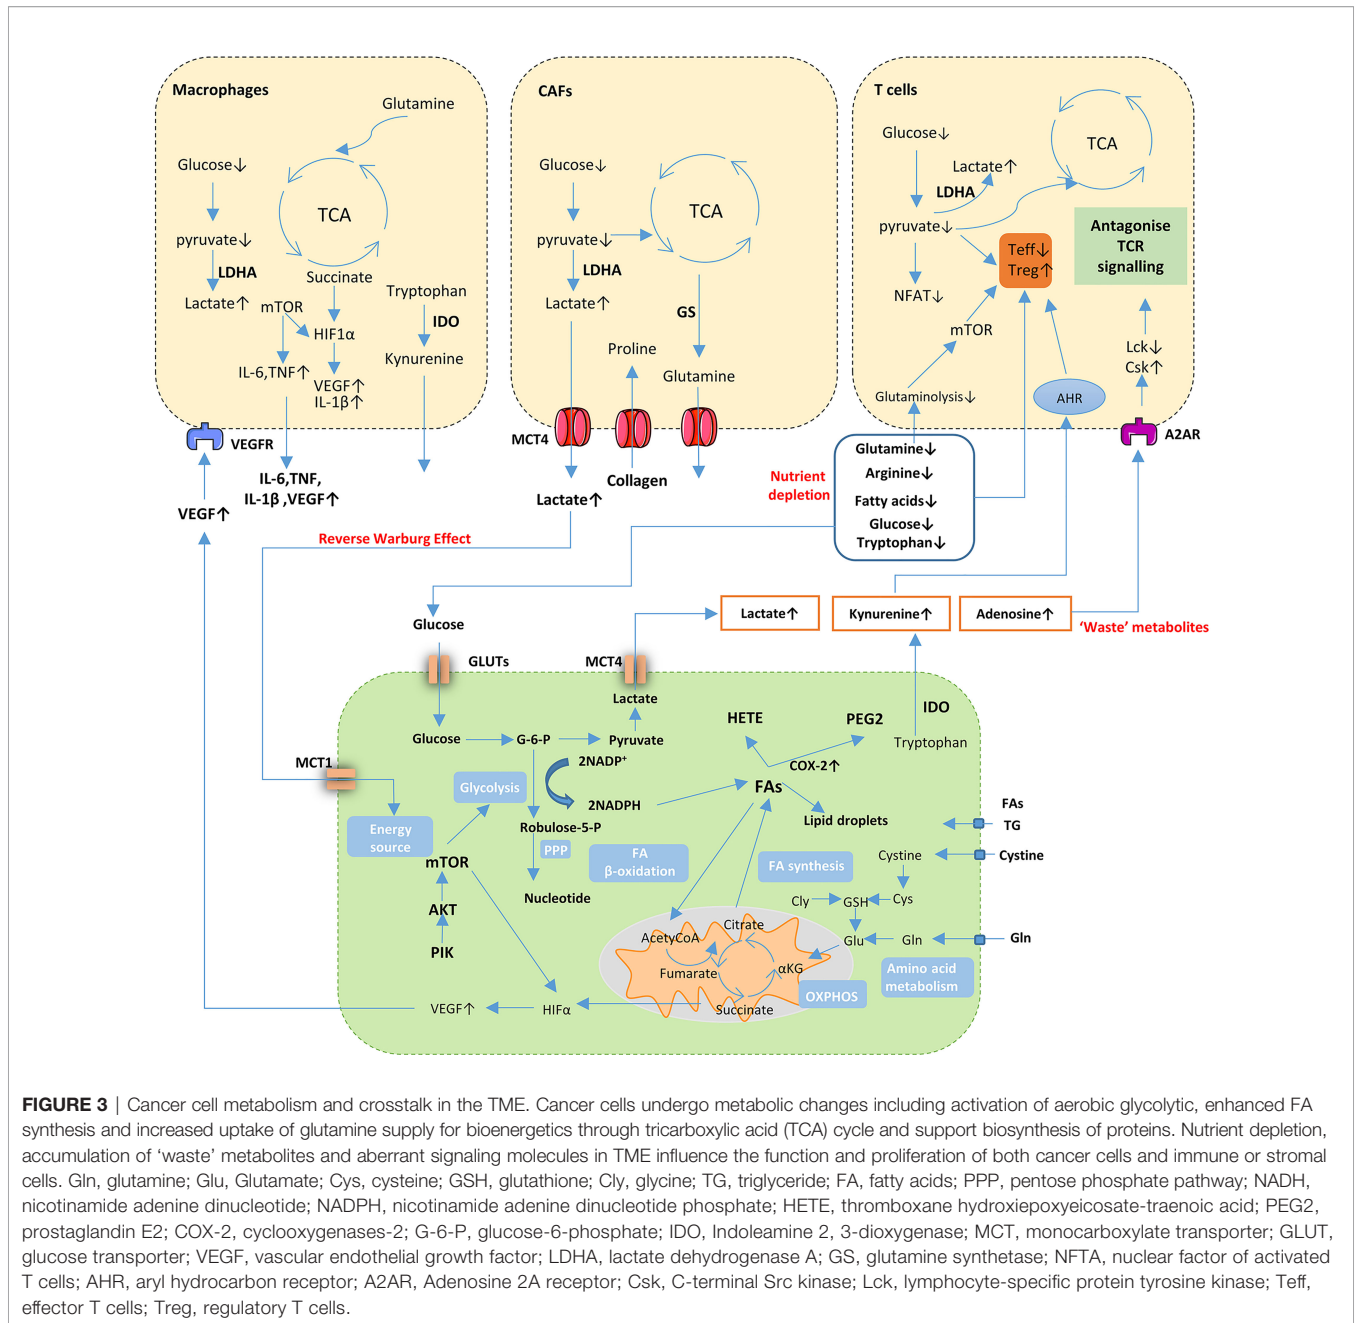 Macrophages
Glutamine
Glucose↓
TCA
pyruvate↓
LDHA
Succinate
Lactate↑
mTOR
HIF1α
IL-6,TNF↑
VEGF↑
IL-1β↑
Tryptophan
IDO
Kynurenine
CAFs
Glucose↓
TCA
pyruvate↓
LDHA
Lactate↑
GS
Proline
Glutamine
T cells
Glucose↓
TCA
Lactate↑
LDHA
pyruvate↓
Teff↓
Treg↑
Antagonise
TCR
signalling
NFAT↓
mTOR
Lck↓
Csk↑
Glutaminolysis↓
AHR
VEGFR
MCT4
A2AR
IL-6,TNF,
IL-1β ,VEGF↑
VEGF↑
Lactate↑
Collagen
Nutrient
depletion
Glutamine↓
Arginine↓
Fatty acids↓
Glucose↓
Tryptophan↓
Reverse Warburg Effect
Glucose
Lactate↑
Kynurenine↑
Adenosine↑
'Waste' metabolites
GLUTs
MCT4
Lactate
HETE
PEG2
IDO
Glucose
G-6-P
Pyruvate
Tryptophan
MCT1
2NADP⁺
COX-2↑
Glycolysis
FAs
2NADPH
Energy
source
Robulose-5-P
Lipid droplets
FAs
TG
PPP
mTOR
FA
β-oxidation
FA synthesis
Cystine
Cystine
Nucleotide
Cly
GSH
Cys
AKT
Citrate
AcetyCoA
Glu
Gln
Gln
PIK
Fumarate
αKG
Amino acid
metabolism
OXPHOS
VEGF↑
HIFα
Succinate
FIGURE 3 | Cancer cell metabolism and crosstalk in the TME. Cancer cells undergo metabolic changes including activation of aerobic glycolytic, enhanced FA
synthesis and increased uptake of glutamine supply for bioenergetics through tricarboxylic acid (TCA) cycle and support biosynthesis of proteins. Nutrient depletion,
accumulation of 'waste' metabolites and aberrant signaling molecules in TME influence the function and proliferation of both cancer cells and immune or stromal
cells. Gln, glutamine; Glu, Glutamate; Cys, cysteine; GSH, glutathione; Cly, glycine; TG, triglyceride; FA, fatty acids; PPP, pentose phosphate pathway; NADH,
nicotinamide adenine dinucleotide; NADPH, nicotinamide adenine dinucleotide phosphate; HETE, thromboxane hydroxiepoxyeicosate-traenoic acid; PEG2,
prostaglandin E2; COX-2, cyclooxygenases-2; G-6-P, glucose-6-phosphate; IDO, Indoleamine 2, 3-dioxygenase; MCT, monocarboxylate transporter; GLUT,
glucose transporter; VEGF, vascular endothelial growth factor; LDHA, lactate dehydrogenase A; GS, glutamine synthetase; NFTA, nuclear factor of activated
T cells; AHR, aryl hydrocarbon receptor; A2AR, Adenosine 2A receptor; Csk, C-terminal Src kinase; Lck, lymphocyte-specific protein tyrosine kinase; Teff,
effector T cells; Treg, regulatory T cells.